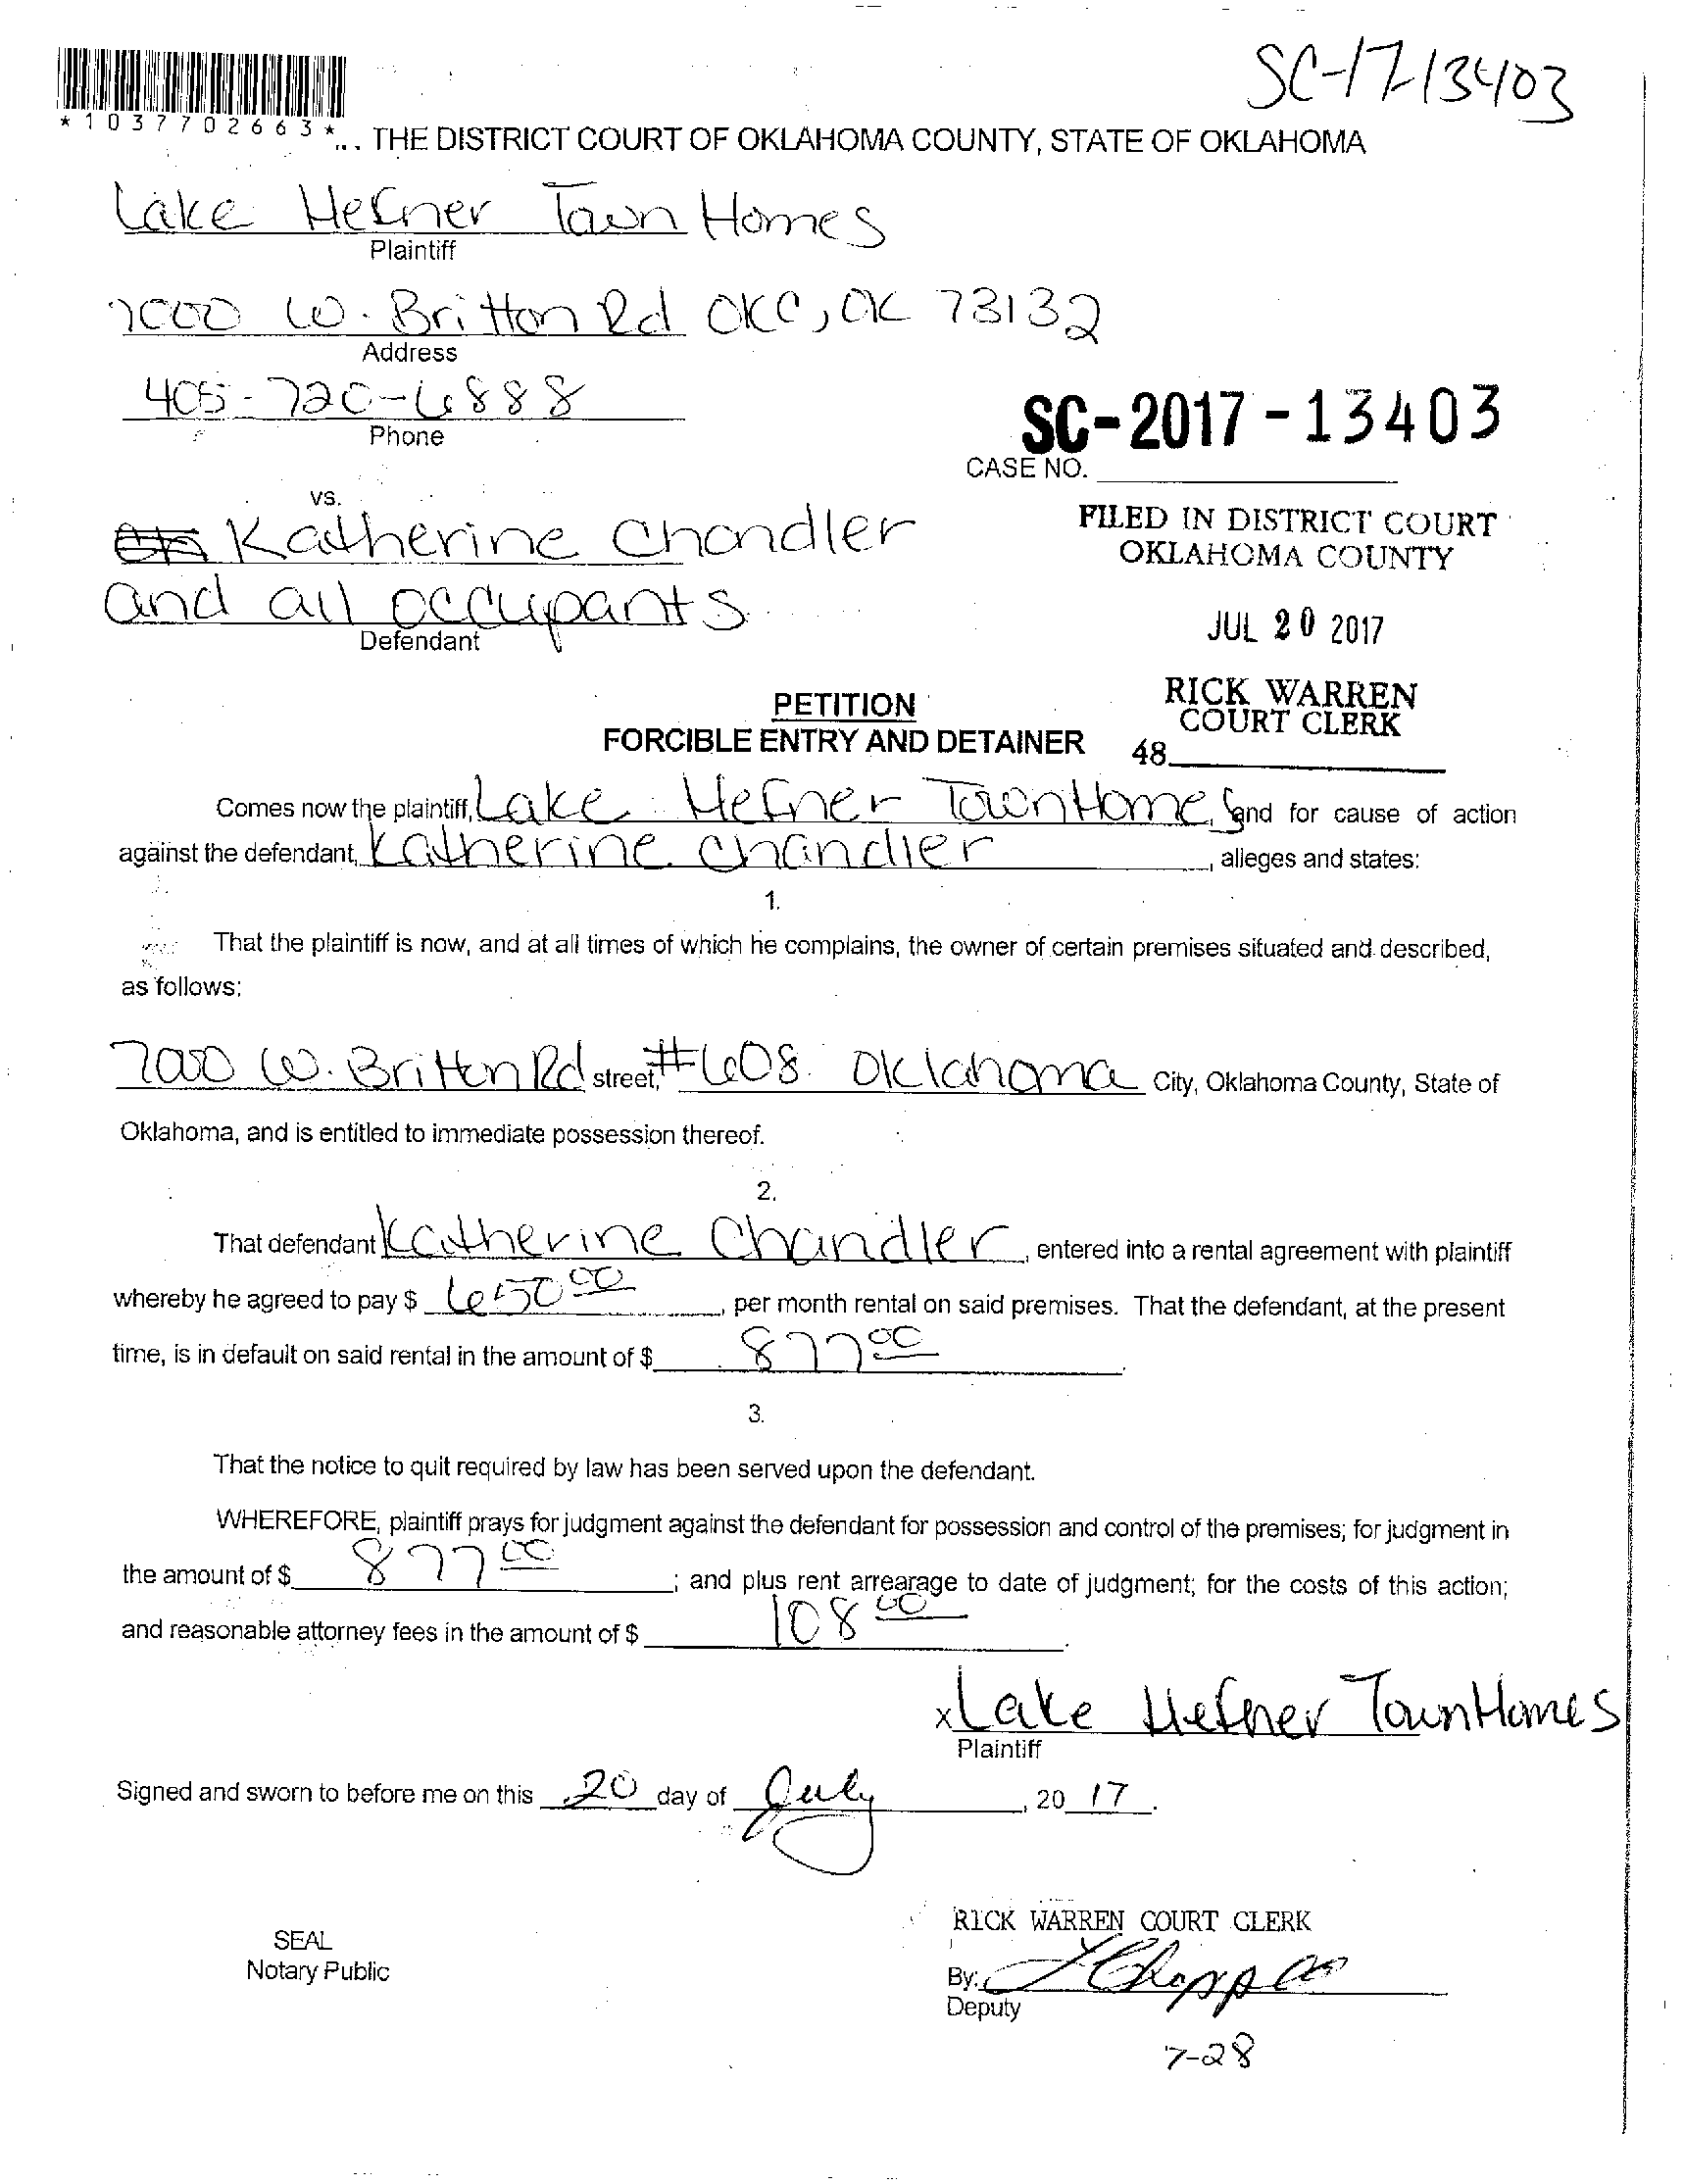 SC-17-13403
*1037702663*
THE DISTRICT COURT OF OKLAHOMA COUNTY, STATE OF OKLAHOMA
Lake Hefner Town Homes
Plaintiff
7000 W. Britton Rd OKC, OK 73132
Address
405-720-6888
Phone
SC-2017-13403
CASE NO.
vs.
Katherine Chandler
FILED IN DISTRICT COURT
OKLAHOMA COUNTY
and all occupants
Defendant
JUL 20 2017
RICK WARREN
COURT CLERK
PETITION
FORCIBLE ENTRY AND DETAINER
48
Comes now the plaintiff, Lake Hefner TownHomes and for cause of action
against the defendant, Katherine Chandler, alleges and states:
1.
That the plaintiff is now, and at all times of which he complains, the owner of certain premises situated and described,
as follows:
7000 W. Britton Rd street, #608 Oklahoma City, Oklahoma County, State of
Oklahoma, and is entitled to immediate possession thereof.
2.
That defendant Katherine Chandler, entered into a rental agreement with plaintiff
whereby he agreed to pay $ 650 00, per month rental on said premises. That the defendant, at the present
time, is in default on said rental in the amount of $ 877 00.
3.
That the notice to quit required by law has been served upon the defendant.
WHEREFORE, plaintiff prays for judgment against the defendant for possession and control of the premises; for judgment in
the amount of $ 877 00; and plus rent arrearage to date of judgment; for the costs of this action;
and reasonable attorney fees in the amount of $ 108 00.
x Lake Hefner TownHomes
Plaintiff
Signed and sworn to before me on this 20 day of July, 20 17.
RICK WARREN COURT CLERK
SEAL
Notary Public
By:
Deputy
7-28